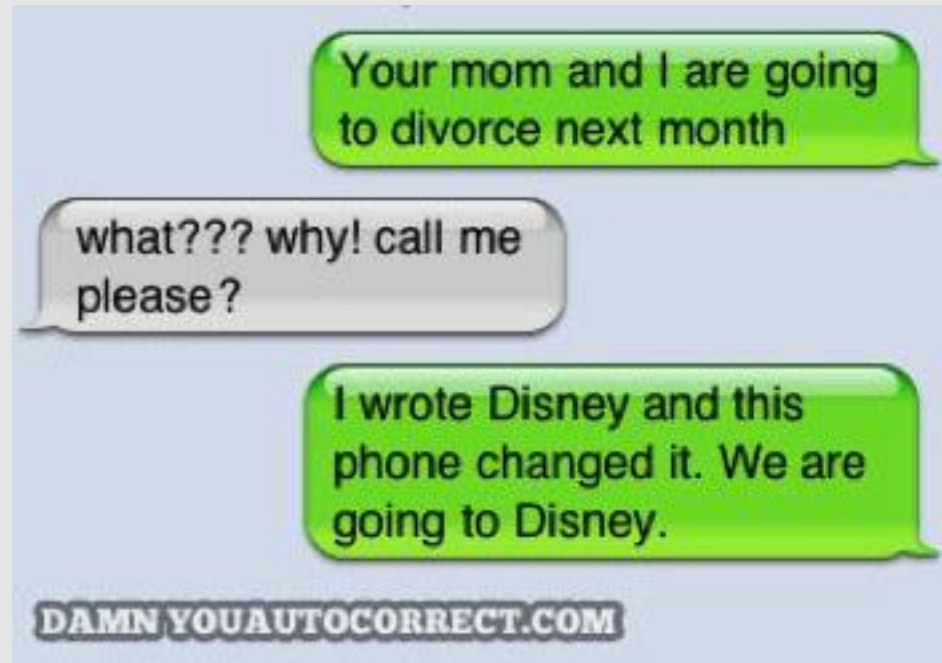 Your mom and I are going
to divorce next month
what??? why! call me
please?
I wrote Disney and this
phone changed it. We are
going to Disney.
DAMN YOUAUTOCORRECT.COM